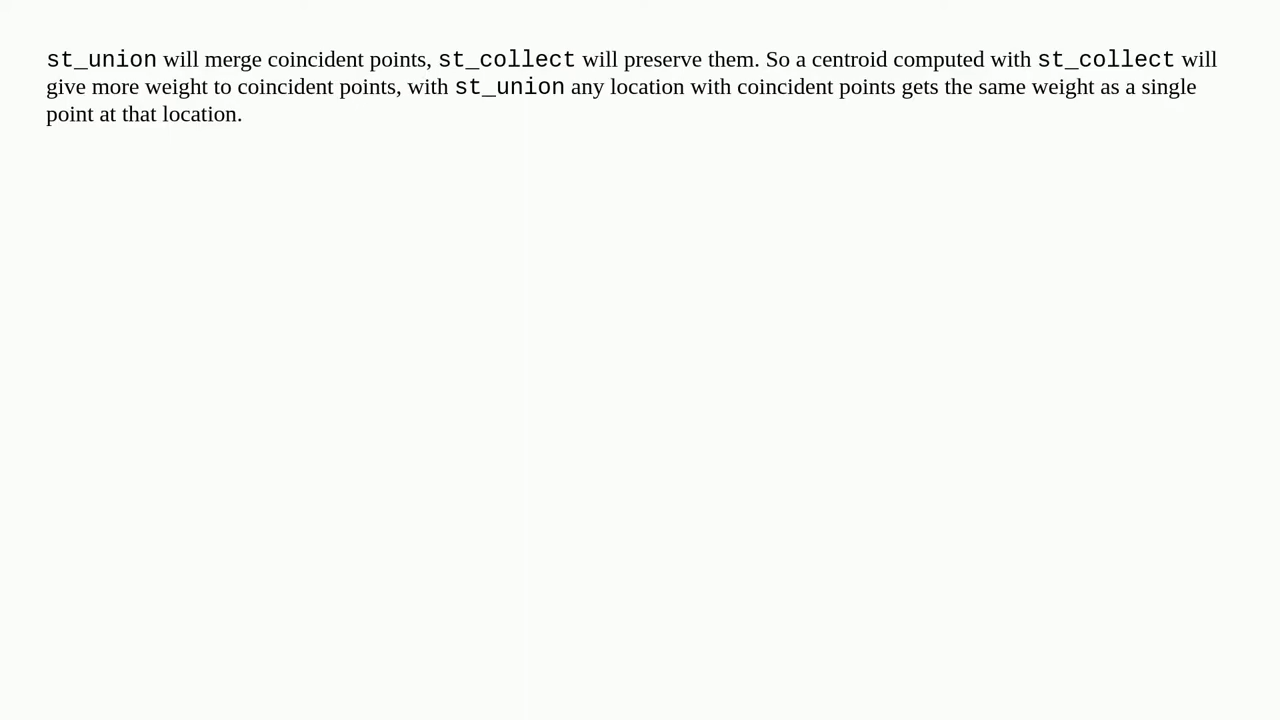 st_union will merge coincident points, st_collect will preserve them. So a centroid computed with st_collect will
give more weight to coincident points, with st_union any location with coincident points gets the same weight as a single
point at that location.